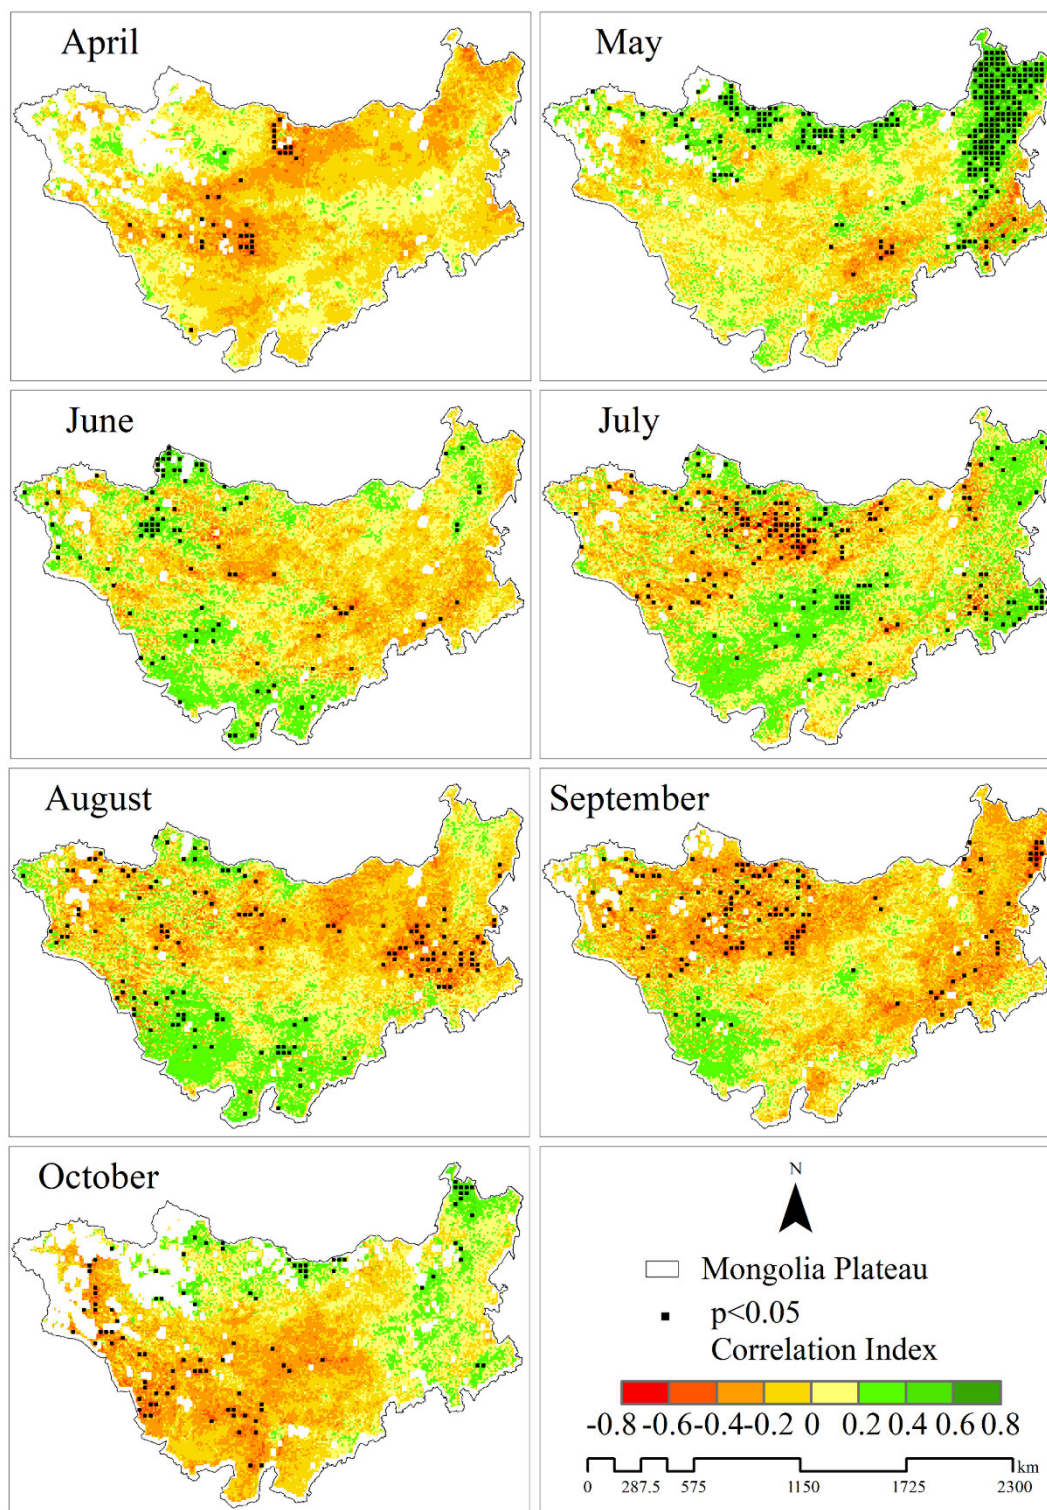 April
May
June
July
August
September
October
N
Mongolia Plateau
p<0.05
Correlation Index
-0.8 -0.6 -0.4 -0.2 0 0.2 0.4 0.6 0.8
km
0 287.5 575 1150 1725 2300